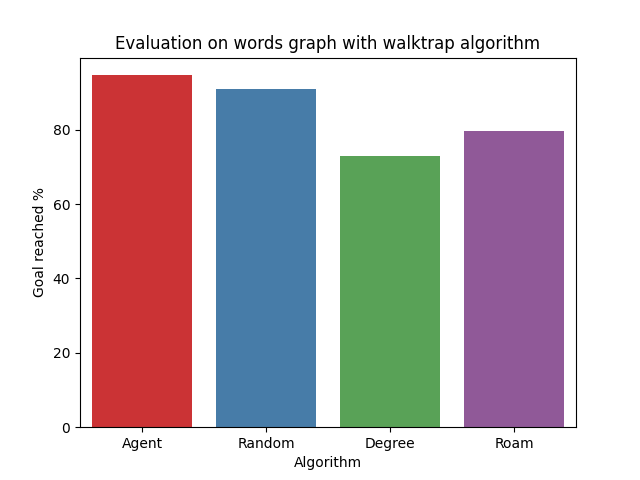 Evaluation on words graph with walktrap algorithm
Goal reached %
80
60
40
20
0
Agent Random Degree Roam
Algorithm